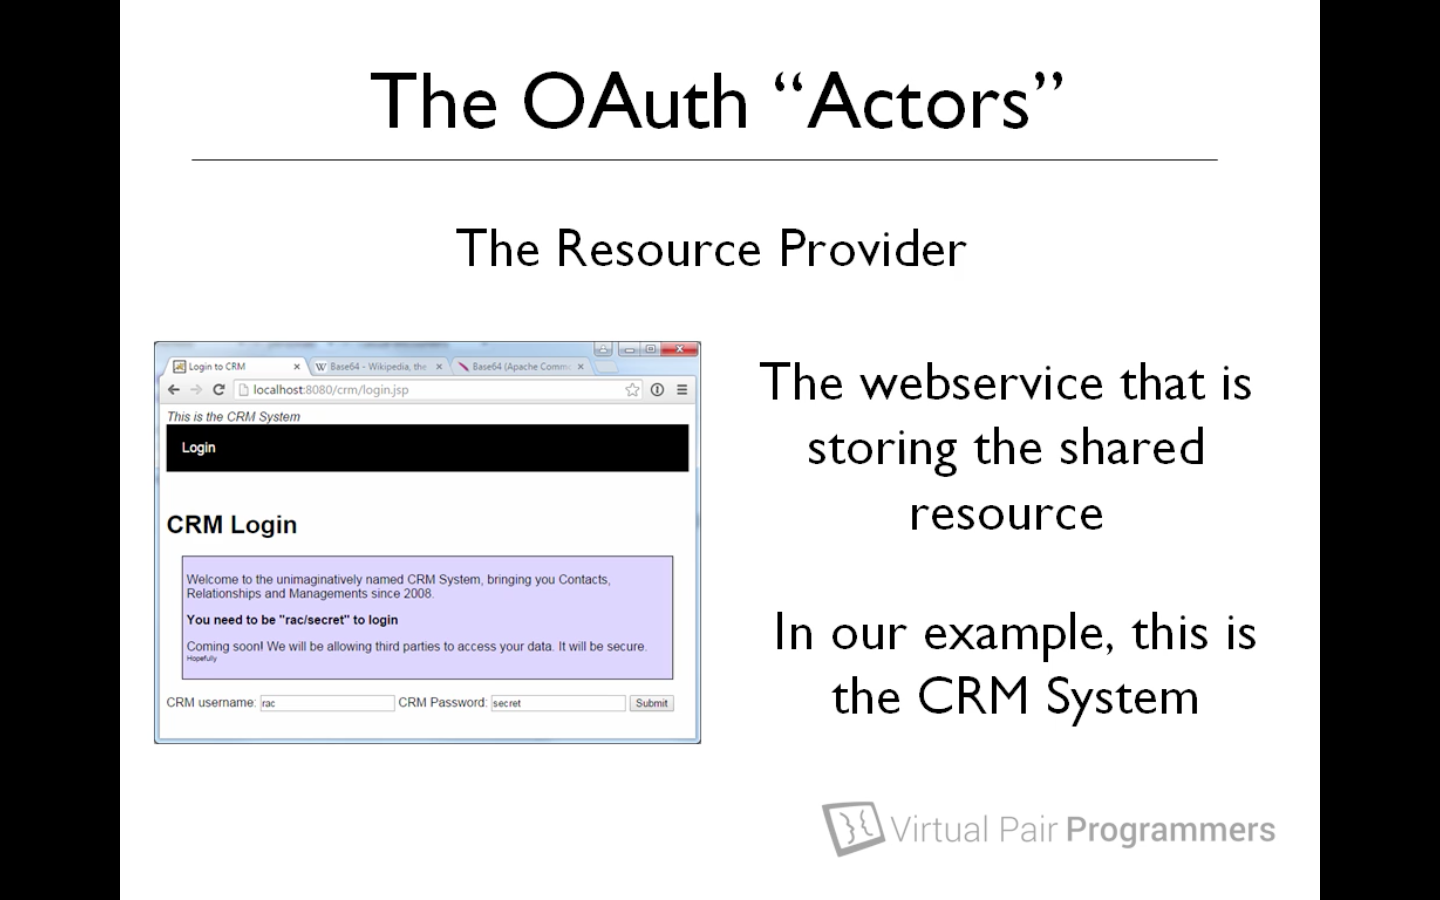 The OAuth “Actors”
The Resource Provider
Login to CRM
Base64 - Wikipedia, the
Base64 (Apache Comm
localhost:8080/crm/login.jsp
This is the CRM System
Login
CRM Login
Welcome to the unimaginatively named CRM System, bringing you Contacts,
Relationships and Managements since 2008.
You need to be "rac/secret" to login
Coming soon! We will be allowing third parties to access your data. It will be secure.
Hopefully
CRM username: rac CRM Password: secret Submit
The webservice that is
storing the shared
resource
In our example, this is
the CRM System
Virtual Pair Programmers